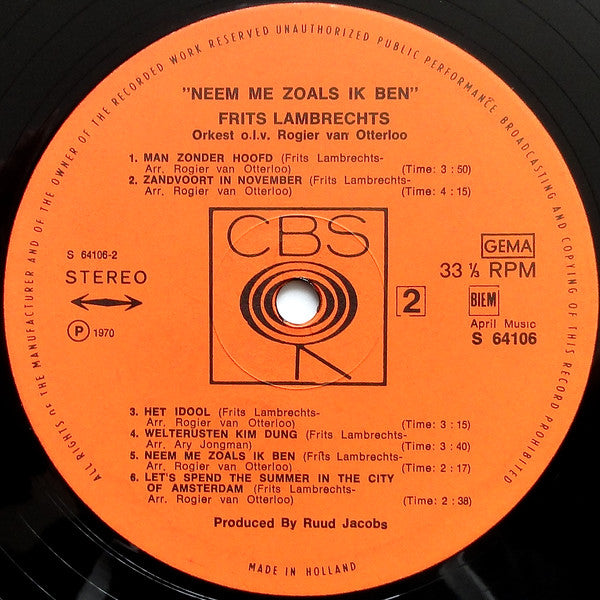 ALL RIGHTS OF THE MANUFACTURER AND OF THE OWNER OF THE RECORDED WORK RESERVED UNAUTHORIZED PUBLIC PERFORMANCE BROADCASTING AND COPYING OF THIS RECORD PROHIBITED
"NEEM ME ZOALS IK BEN"
FRITS LAMBRECHTS
Orkest o.l.v. Rogier van Otterloo
1. MAN ZONDER HOOFD (Frits Lambrechts-
Arr. Rogier van Otterloo) (Time: 3 : 50)
2. ZANDVOORT IN NOVEMBER (Frits Lambrechts-
Arr. Rogier van Otterloo) (Time: 4 : 15)
CBS
S 64106-2
STEREO
P 1970
GEMA
33 ⅓ RPM
2
BIEM
April Music
S 64106
3. HET IDOOL (Frits Lambrechts-
Arr. Rogier van Otterloo) (Time: 3 : 15)
4. WELTERUSTEN KIM DUNG (Frits Lambrechts-
Arr. Ary Jongman) (Time: 3 : 40)
5. NEEM ME ZOALS IK BEN (Frits Lambrechts-
Arr. Rogier van Otterloo) (Time: 2 : 17)
6. LET'S SPEND THE SUMMER IN THE CITY
OF AMSTERDAM (Frits Lambrechts-
Arr. Rogier van Otterloo) (Time: 2 : 38)
Produced By Ruud Jacobs
MADE IN HOLLAND